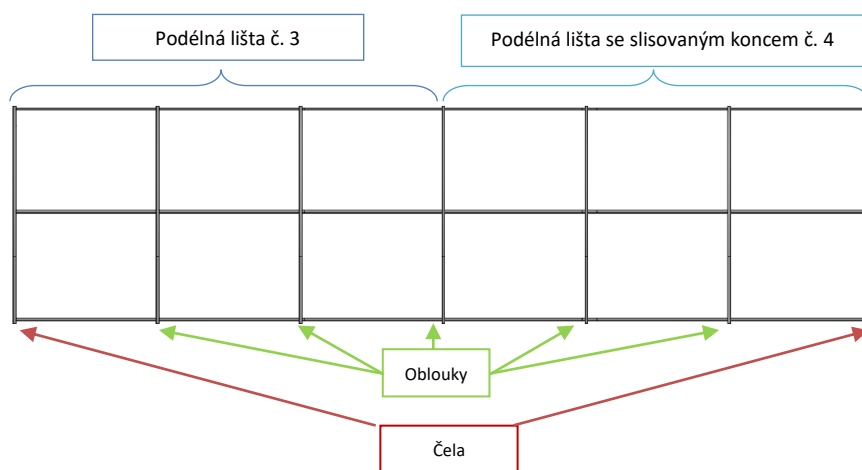 Podélná lišta č. 3
Podélná lišta se slisovaným koncem č. 4
Oblouky
Čela